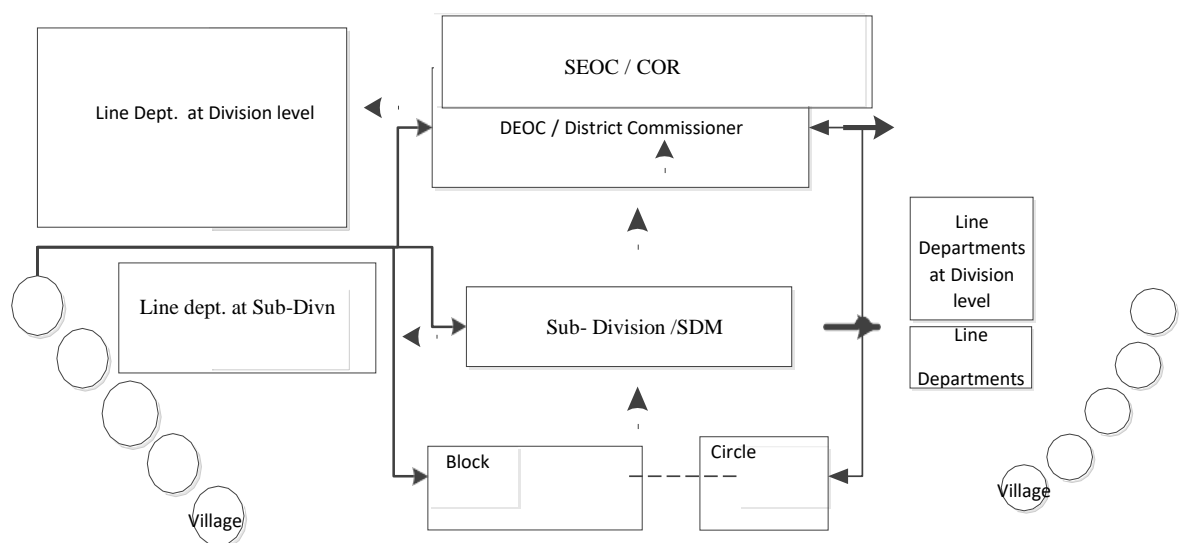 SEOC / COR
Line Dept. at Division level
DEOC / District Commissioner
Line
Departments
at Division
level
Line dept. at Sub-Divn
Sub- Division /SDM
Line
Departments
Block
Circle
Village
Village